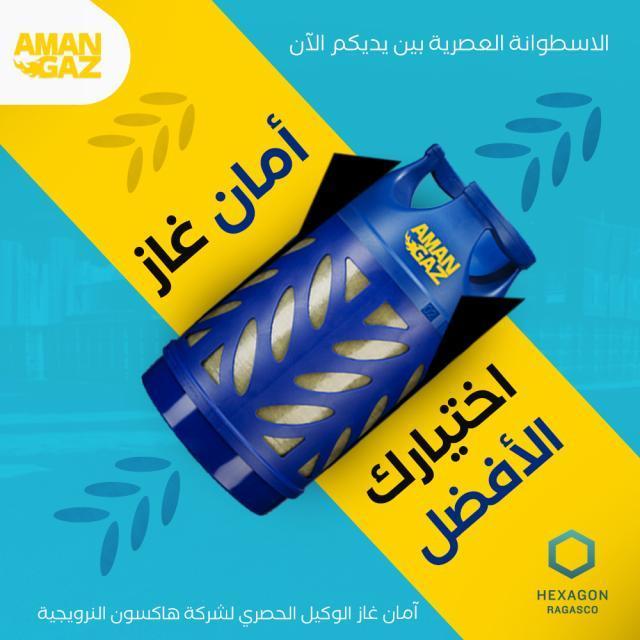 AMAN
GAZ
الاسطوانة العصرية بين يديكم الآن
أمان غاز
AMAN
GAZ
اختيارك
الأفضل
HEXAGON
RAGASCO
آمان غاز الوكيل الحصري لشركة هاكسون النرويجية